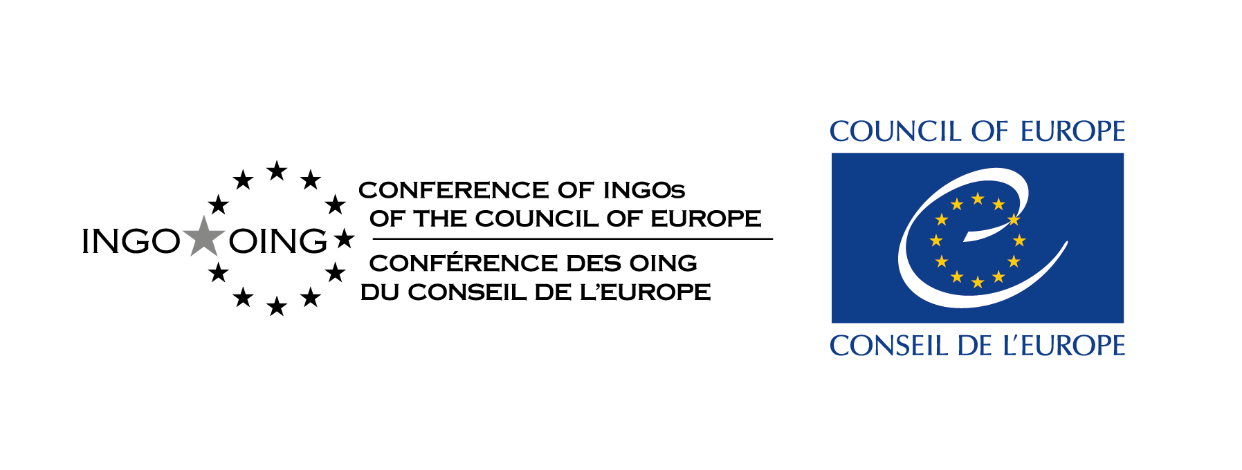 INGO OING
CONFERENCE OF INGOs
OF THE COUNCIL OF EUROPE
CONFÉRENCE DES OING
DU CONSEIL DE L'EUROPE
COUNCIL OF EUROPE
CONSEIL DE L'EUROPE